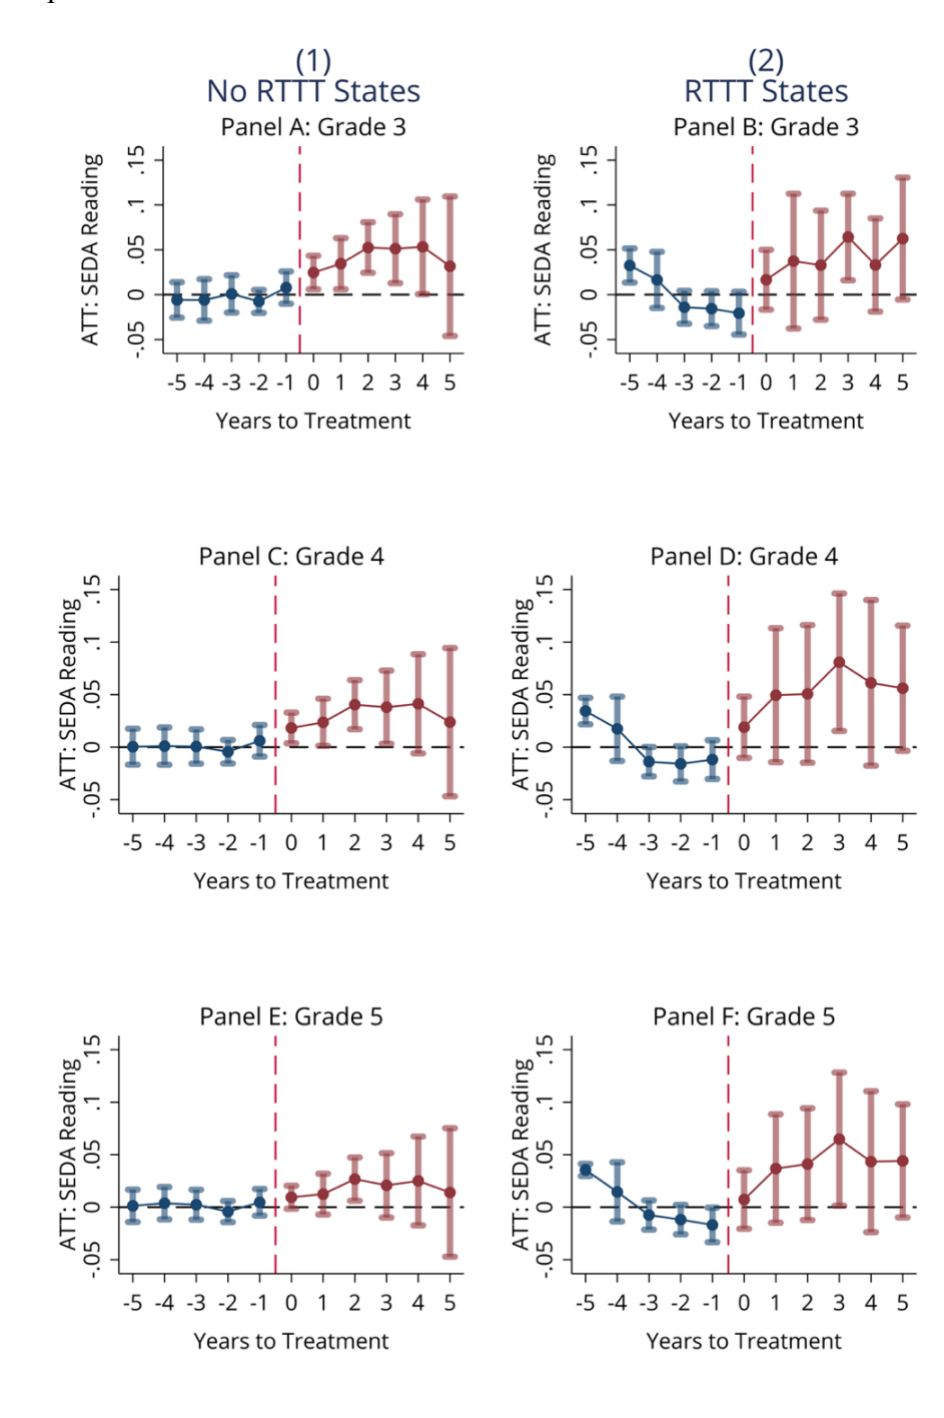 (1)
No RTTT States
(2)
RTTT States
Panel A: Grade 3
ATT: SEDA Reading
.15
.1
.05
0
-.05
-5 -4 -3 -2 -1 0 1 2 3 4 5
Years to Treatment
Panel B: Grade 3
ATT: SEDA Reading
.15
.1
.05
0
-.05
-5 -4 -3 -2 -1 0 1 2 3 4 5
Years to Treatment
Panel C: Grade 4
ATT: SEDA Reading
.15
.1
.05
0
-.05
-5 -4 -3 -2 -1 0 1 2 3 4 5
Years to Treatment
Panel D: Grade 4
ATT: SEDA Reading
.15
.1
.05
0
-.05
-5 -4 -3 -2 -1 0 1 2 3 4 5
Years to Treatment
Panel E: Grade 5
ATT: SEDA Reading
.15
.1
.05
0
-.05
-5 -4 -3 -2 -1 0 1 2 3 4 5
Years to Treatment
Panel F: Grade 5
ATT: SEDA Reading
.15
.1
.05
0
-.05
-5 -4 -3 -2 -1 0 1 2 3 4 5
Years to Treatment